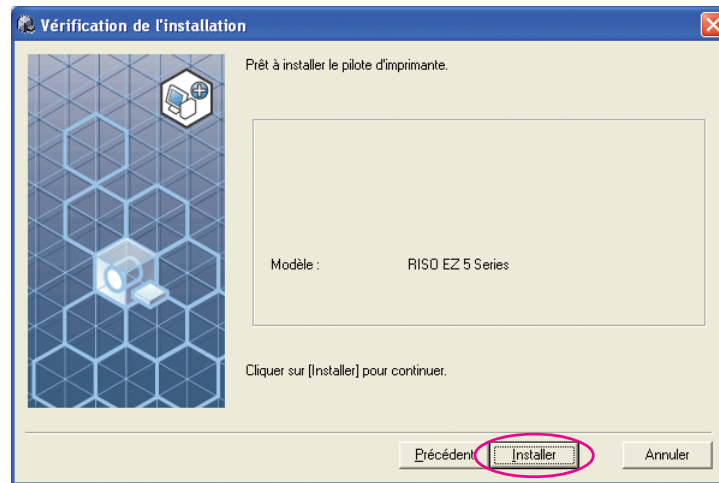 Vérification de l'installation
Prêt à installer le pilote d'imprimante.
Modèle : RISO EZ 5 Series
Cliquer sur [Installer] pour continuer.
Précédent Installer Annuler